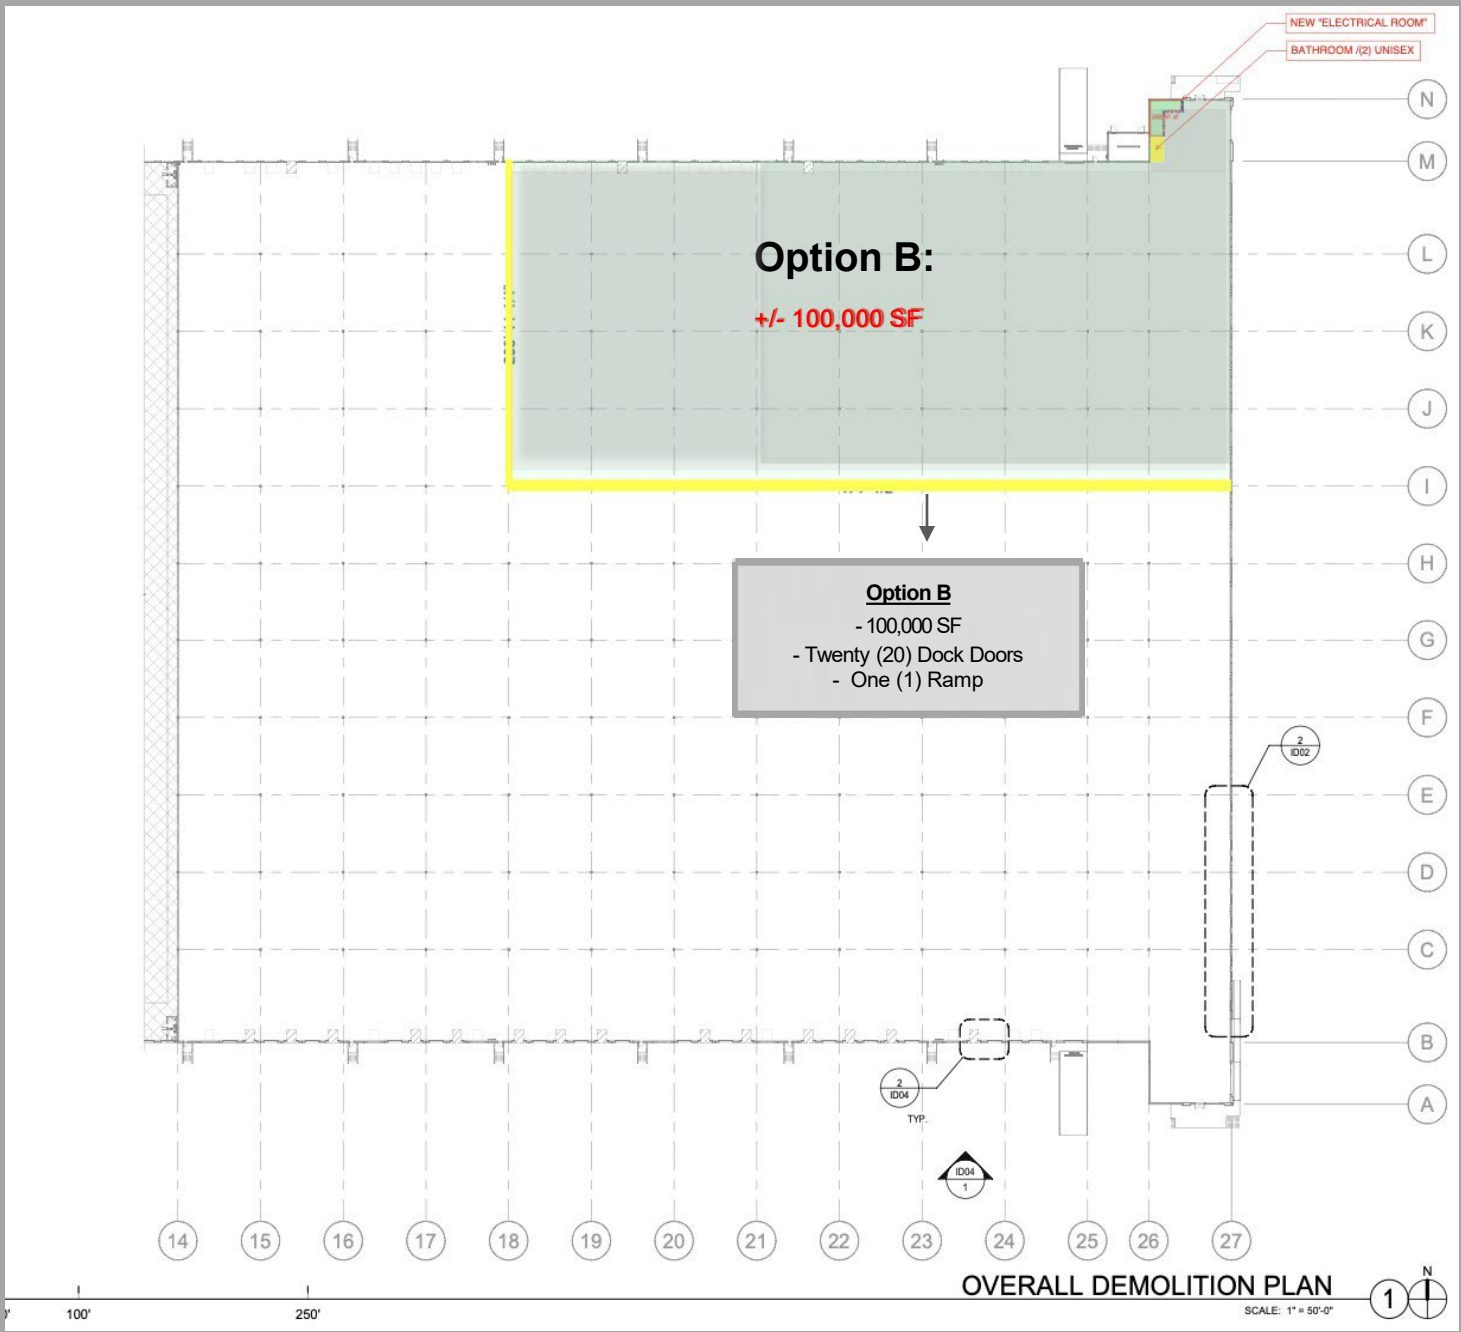 NEW "ELECTRICAL ROOM"
BATHROOM /(2) UNISEX
N
M
L
K
J
I
H
G
F
E
D
C
B
A
Option B:
+/- 100,000 SF
Option B
- 100,000 SF
- Twenty (20) Dock Doors
- One (1) Ramp
2
ID02
2
ID04
TYP.
ID04
1
14 15 16 17 18 19 20 21 22 23 24 25 26 27
OVERALL DEMOLITION PLAN
SCALE: 1" = 50'-0"
1
N
100' 250'